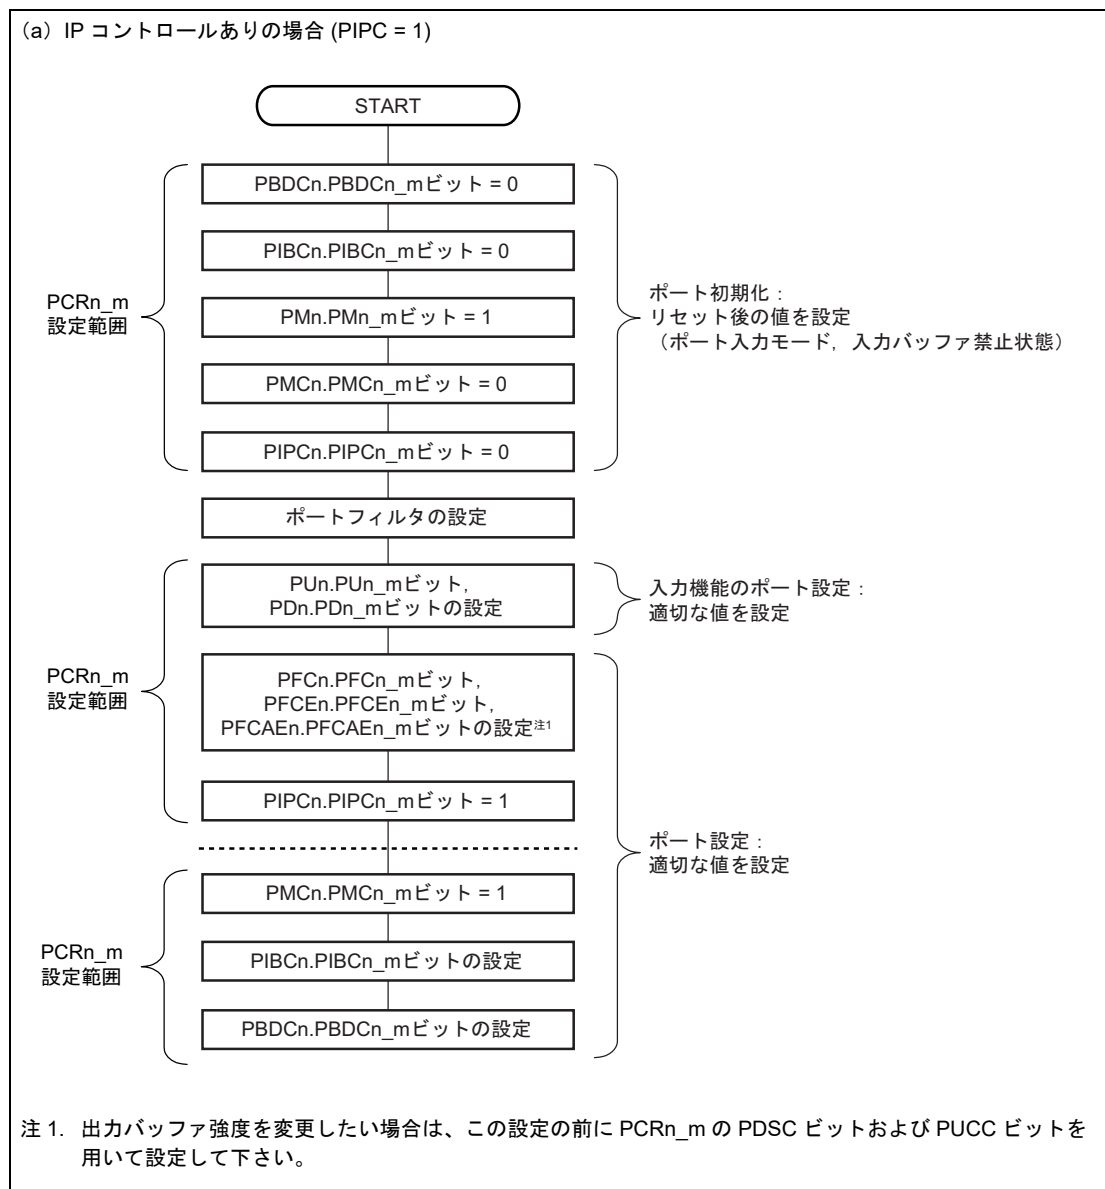 (a) IP コントロールありの場合 (PIPC = 1)
START
PBDCn.PBDCn_mビット = 0
PIBCn.PIBCn_mビット = 0
PMn.PMn_mビット = 1
PMCn.PMCn_mビット = 0
PIPCn.PIPCn_mビット = 0
PCRn_m
設定範囲
ポート初期化：
リセット後の値を設定
（ポート入力モード，入力バッファ禁止状態）
ポートフィルタの設定
PUn.PUn_mビット,
PDn.PDn_mビットの設定
入力機能のポート設定：
適切な値を設定
PFCn.PFCn_mビット,
PFCEn.PFCEn_mビット,
PFCAEn.PFCAEn_mビットの設定注1
PIPCn.PIPCn_mビット = 1
PCRn_m
設定範囲
PMCn.PMCn_mビット = 1
PIBCn.PIBCn_mビットの設定
PBDCn.PBDCn_mビットの設定
PCRn_m
設定範囲
ポート設定：
適切な値を設定
注 1. 出力バッファ強度を変更したい場合は、この設定の前に PCRn_m の PDSC ビットおよび PUCC ビットを
用いて設定して下さい。